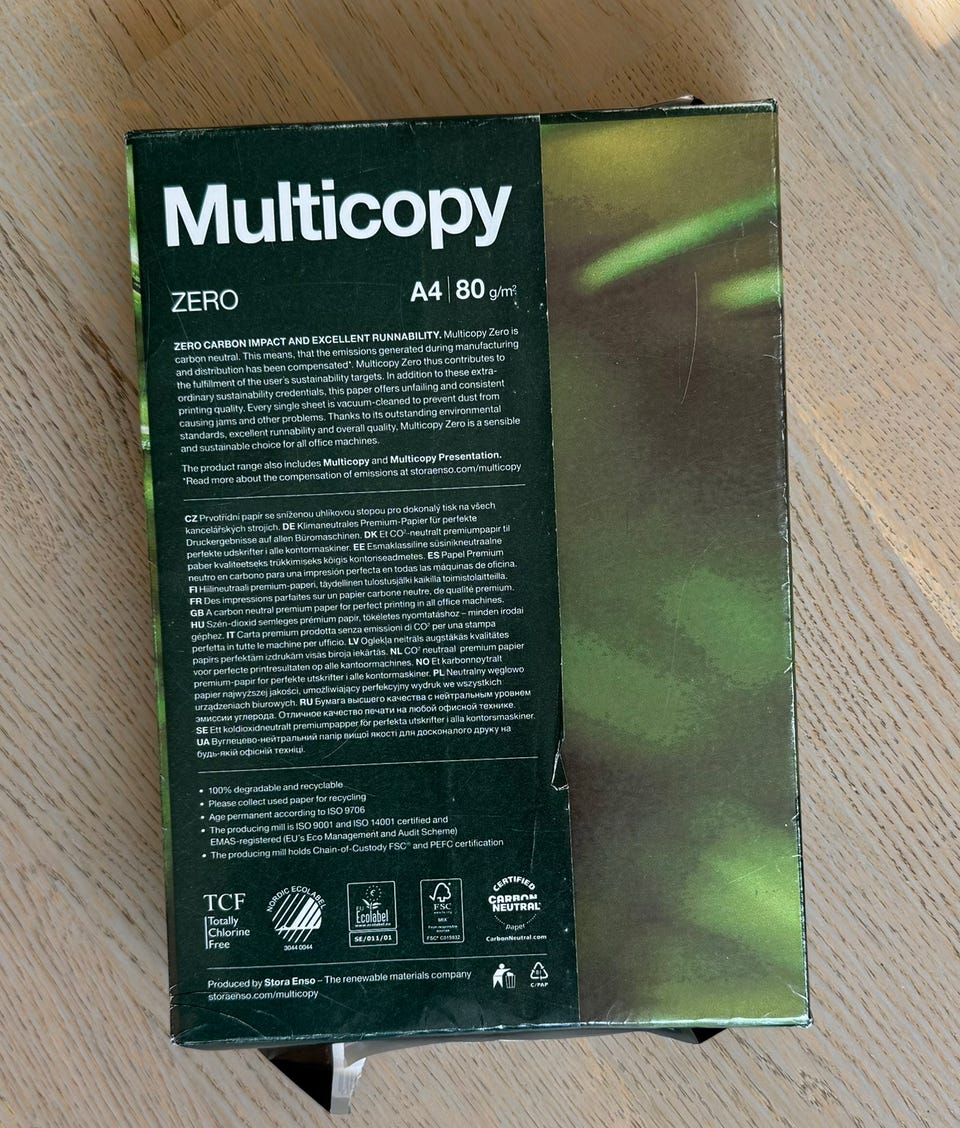 Multicopy
ZERO
A4 | 80 g/m²
ZERO CARBON IMPACT AND EXCELLENT RUNNABILITY. Multicopy Zero is
carbon neutral. This means, that the emissions generated during manufacturing
and distribution has been compensated*. Multicopy Zero thus contributes to
the fulfillment of the user's sustainability targets. In addition to these extra-
ordinary sustainability credentials, this paper offers unfailing and consistent
printing quality. Every single sheet is vacuum-cleaned to prevent dust from
causing jams and other problems. Thanks to its outstanding environmental
standards, excellent runnability and overall quality, Multicopy Zero is a sensible
and sustainable choice for all office machines.
The product range also includes Multicopy and Multicopy Presentation.
*Read more about the compensation of emissions at storaenso.com/multicopy
CZ Prvotřídní papír se sníženou uhlíkovou stopou pro dokonalý tisk na všech
kancelářských strojích. DE Klimaneutrales Premium-Papier für perfekte
Druckergebnisse auf allen Büromaschinen. DK Et CO²-neutralt premiumpapir til
perfekte udskrifter i alle kontormaskiner. EE Esmaklassiline süsinikneutraalne
paber kvaliteetseks trükkimiseks kõigis kontoriseadmetes. ES Papel Premium
neutro en carbono para una impresión perfecta en todas las máquinas de oficina.
FI Hiilineutraali premium-paperi, täydellinen tulostusjälki kaikilla toimistolaitteilla.
FR Des impressions parfaites sur un papier carbone neutre, de qualité premium.
GB A carbon neutral premium paper for perfect printing in all office machines.
HU Szén-dioxid semleges prémium papír, tökéletes nyomtatáshoz – minden irodai
géphez. IT Carta premium prodotta senza emissioni di CO² per una stampa
perfetta in tutte le machine per ufficio. LV Oglekļa neitrāls augstākās kvalitātes
papīrs perfektām izdrukām visās biroja iekārtās. NL CO² neutraal premium papier
voor perfecte printresultaten op alle kantoormachines. NO Et karbonnøytralt
premium-papir for perfekte utskrifter i alle kontormaskiner. PL Neutralny węglowo
papier najwyższej jakości, umożliwiający perfekcyjny wydruk we wszystkich
urządzeniach biurowych. RU Бумага высшего качества с нейтральным уровнем
эмиссии углерода. Отличное качество печати на любой офисной технике.
SE Ett koldioxidneutralt premiumpapper för perfekta utskrifter i alla kontorsmaskiner.
UA Вуглецево-нейтральний папір вищої якості для досконалого друку на
будь-якій офісній техніці.
• 100% degradable and recyclable
• Please collect used paper for recycling
• Age permanent according to ISO 9706
• The producing mill is ISO 9001 and ISO 14001 certified and
EMAS-registered (EU's Eco Management and Audit Scheme)
• The producing mill holds Chain-of-Custody FSC® and PEFC certification
TCF
Totally
Chlorine
Free
NORDIC ECOLABEL
3044 0044
EU
Ecolabel
www.ecolabel.eu
SE/011/01
FSC
MIX
FSC® C015932
CERTIFIED
CARBON
NEUTRAL
Paper
CarbonNeutral.com
Produced by Stora Enso – The renewable materials company
storaenso.com/multicopy
C/PAP